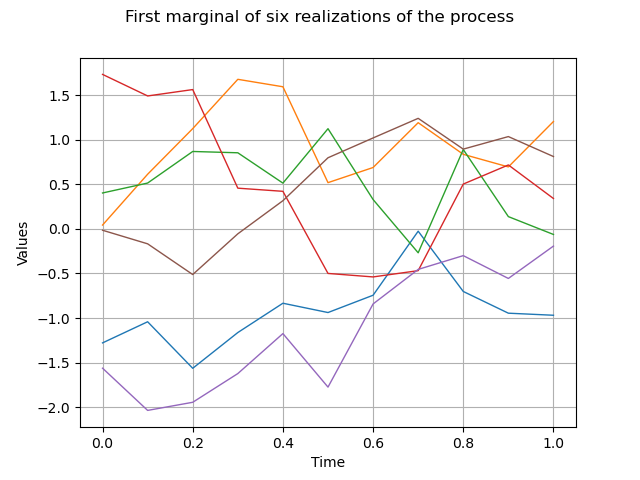 First marginal of six realizations of the process
1.5
1.0
0.5
0.0
−0.5
−1.0
−1.5
−2.0
Values
0.0 0.2 0.4 0.6 0.8 1.0
Time